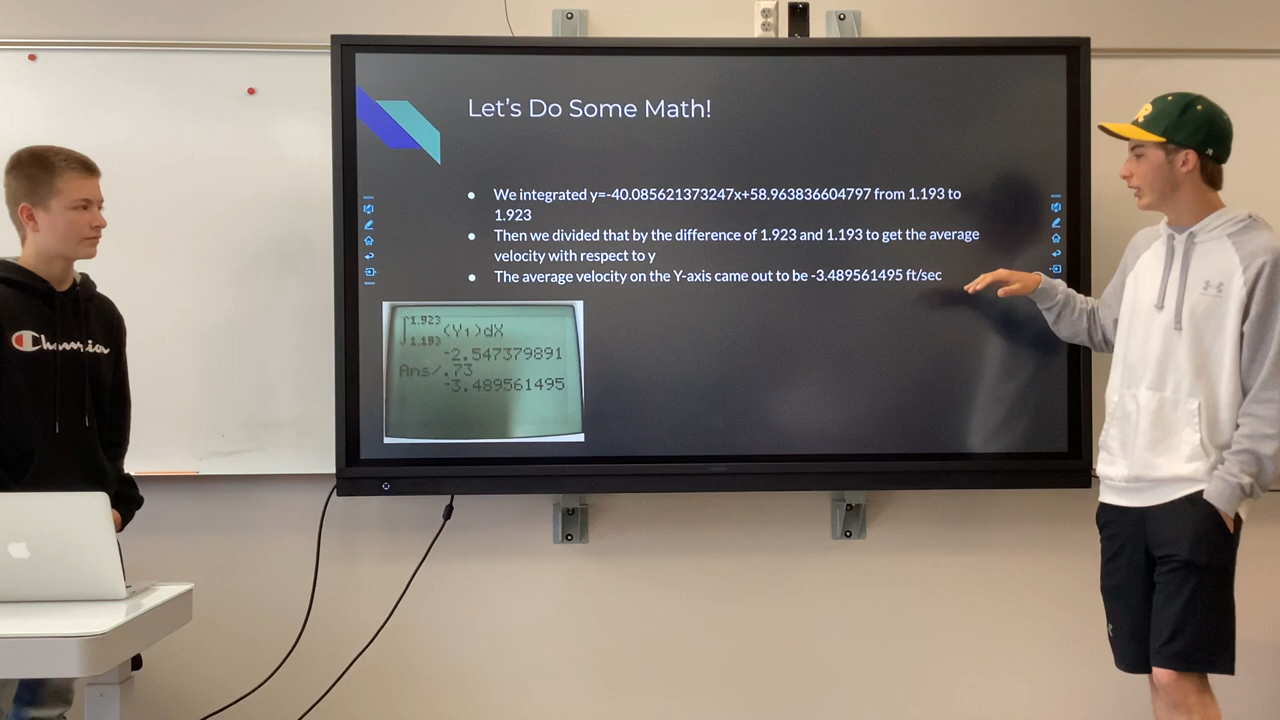 Let's Do Some Math!
● We integrated y=-40.085621373247x+58.963836604797 from 1.193 to
1.923
● Then we divided that by the difference of 1.923 and 1.193 to get the average
velocity with respect to y
● The average velocity on the Y-axis came out to be -3.489561495 ft/sec
∫1.923
1.193 (Y₁)dX
-2.547379891
Ans/.73
-3.489561495
Champion
R